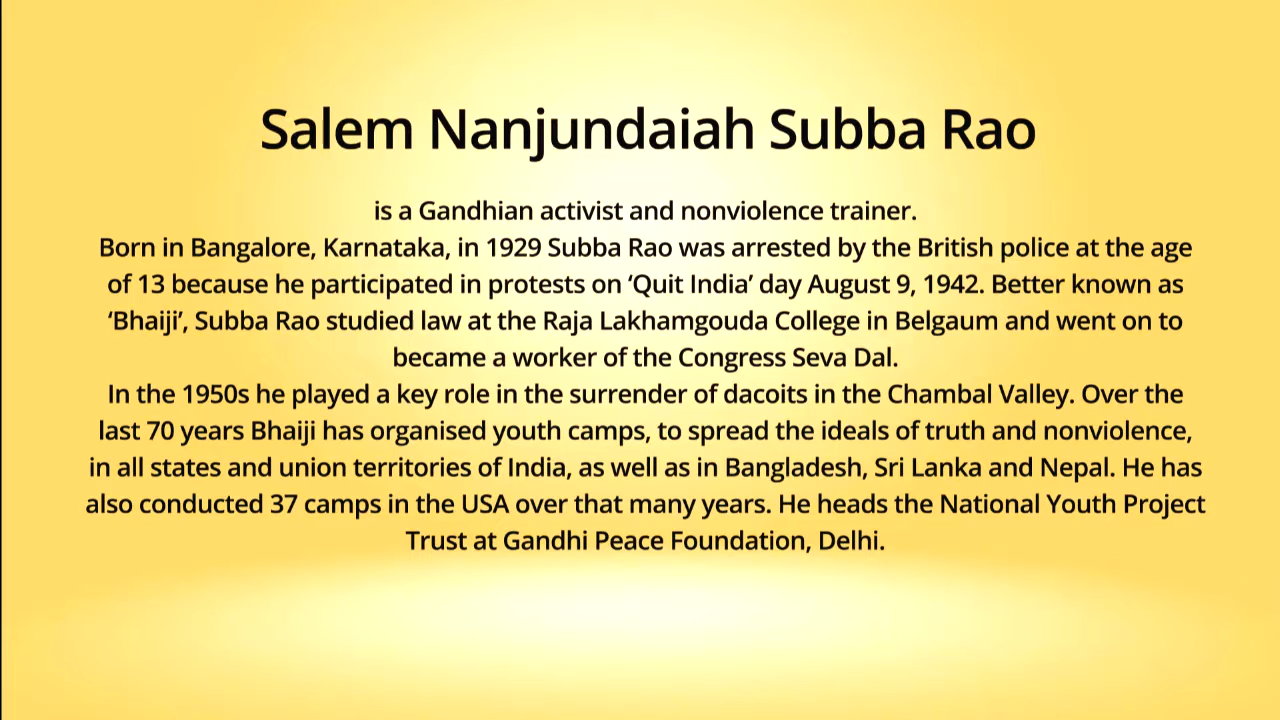 Salem Nanjundaiah Subba Rao
is a Gandhian activist and nonviolence trainer.
Born in Bangalore, Karnataka, in 1929 Subba Rao was arrested by the British police at the age
of 13 because he participated in protests on ‘Quit India’ day August 9, 1942. Better known as
‘Bhaiji’, Subba Rao studied law at the Raja Lakhamgouda College in Belgaum and went on to
became a worker of the Congress Seva Dal.
In the 1950s he played a key role in the surrender of dacoits in the Chambal Valley. Over the
last 70 years Bhaiji has organised youth camps, to spread the ideals of truth and nonviolence,
in all states and union territories of India, as well as in Bangladesh, Sri Lanka and Nepal. He has
also conducted 37 camps in the USA over that many years. He heads the National Youth Project
Trust at Gandhi Peace Foundation, Delhi.